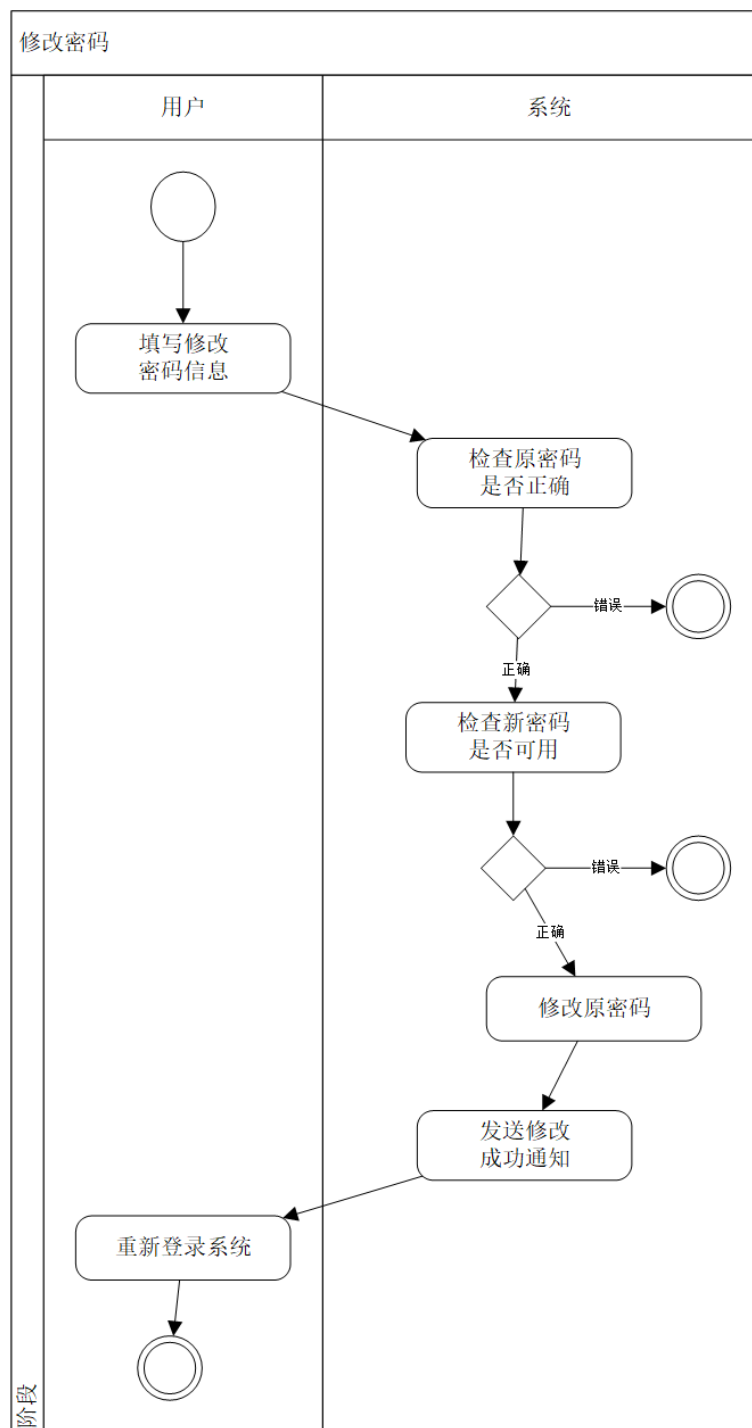 修改密码
用户
系统
填写修改
密码信息
检查原密码
是否正确
错误
正确
检查新密码
是否可用
错误
正确
修改原密码
发送修改
成功通知
重新登录系统
阶段